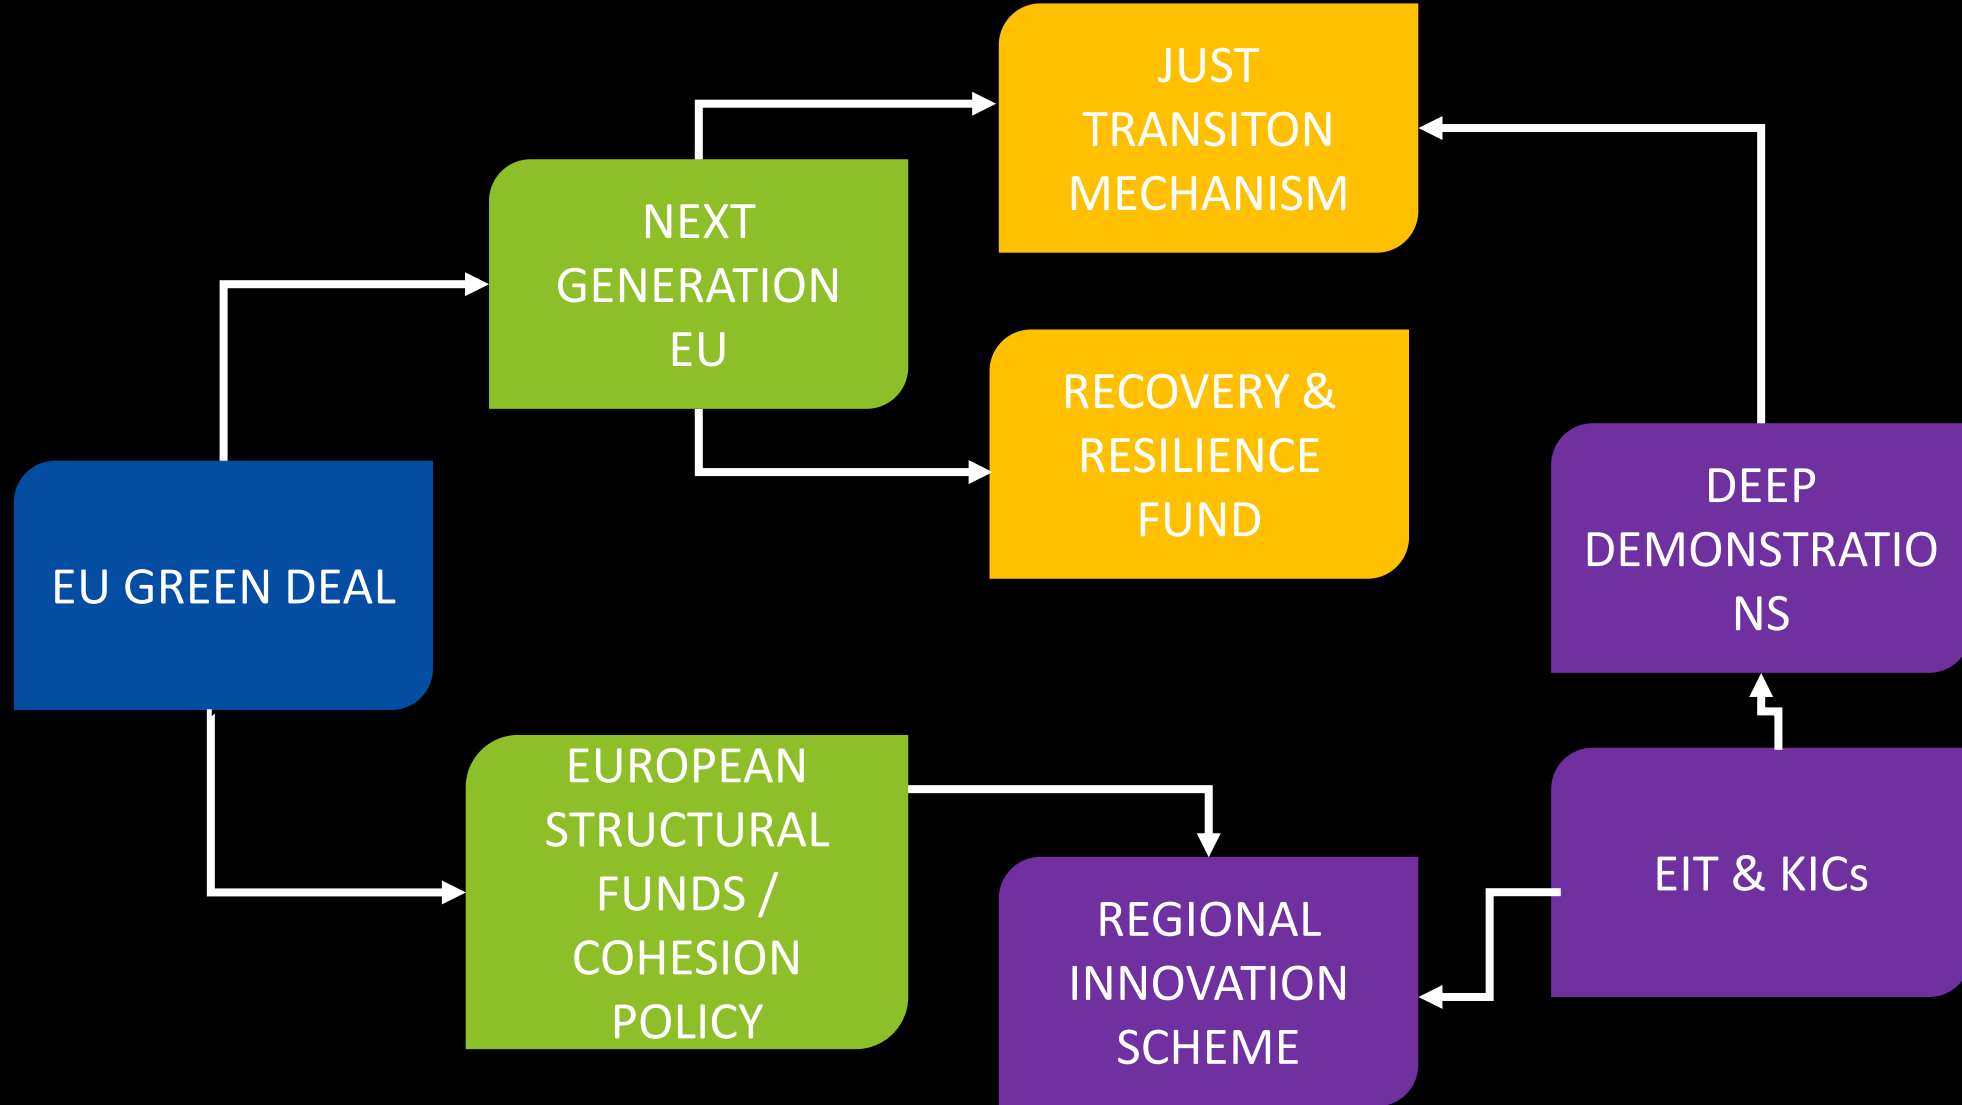 JUST
TRANSITON
MECHANISM
NEXT
GENERATION
EU
RECOVERY &
RESILIENCE
FUND
EU GREEN DEAL
DEEP
DEMONSTRATIO
NS
EUROPEAN
STRUCTURAL
FUNDS /
COHESION
POLICY
REGIONAL
INNOVATION
SCHEME
EIT & KICs